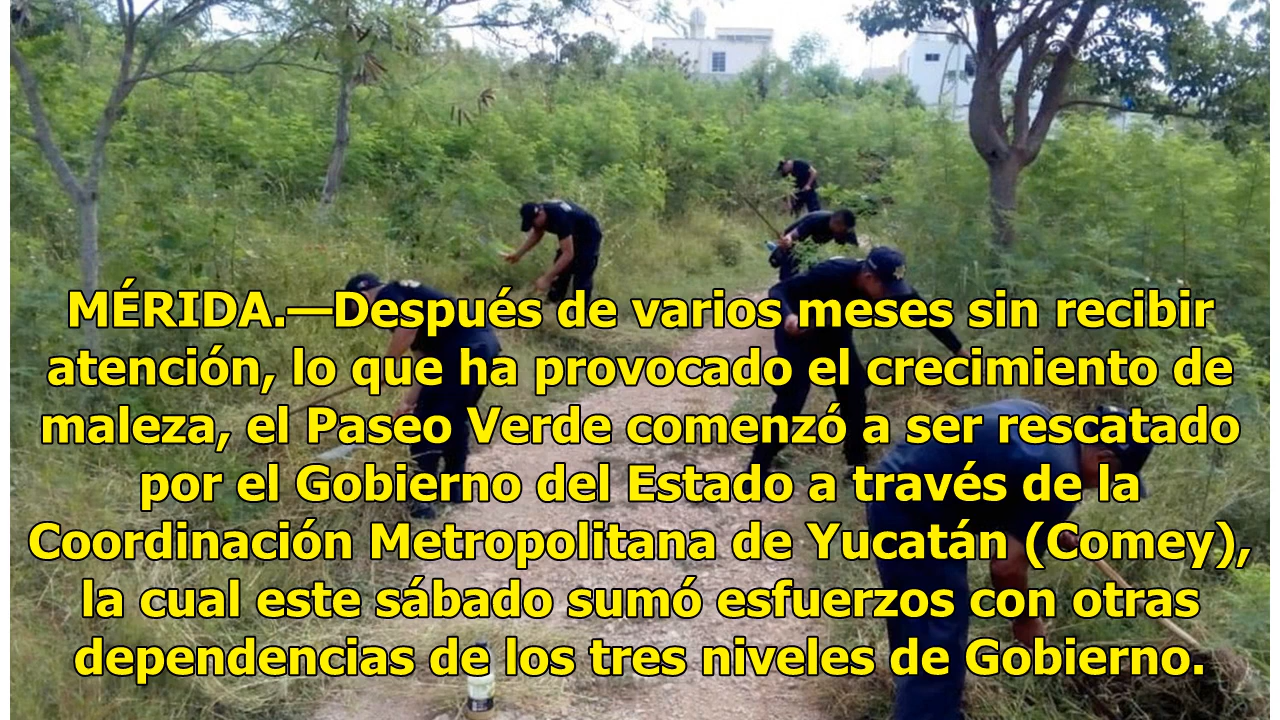 MÉRIDA.—Después de varios meses sin recibir
atención, lo que ha provocado el crecimiento de
maleza, el Paseo Verde comenzó a ser rescatado
por el Gobierno del Estado a través de la
Coordinación Metropolitana de Yucatán (Comey),
la cual este sábado sumó esfuerzos con otras
dependencias de los tres niveles de Gobierno.